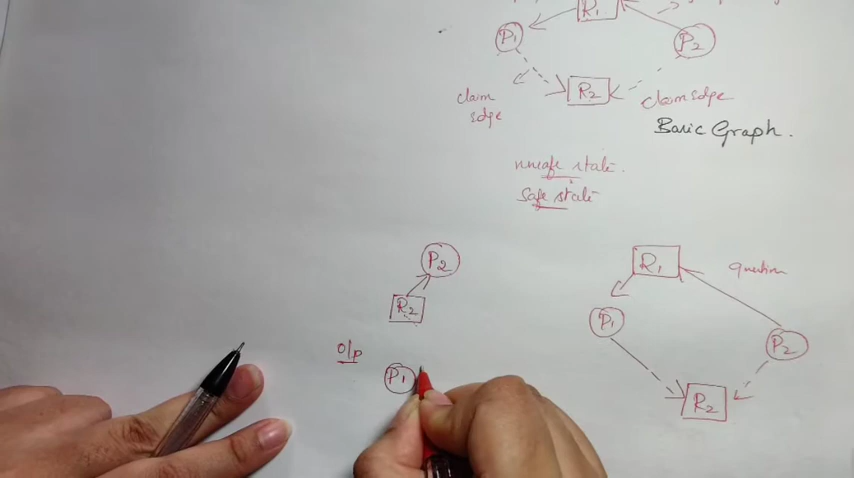 R1
P1
P2
R2
claim
edge
claim edge
Basic Graph.
unsafe state.
safe state
P2
R2
O/p
P1
R1
question
P1
P2
R2